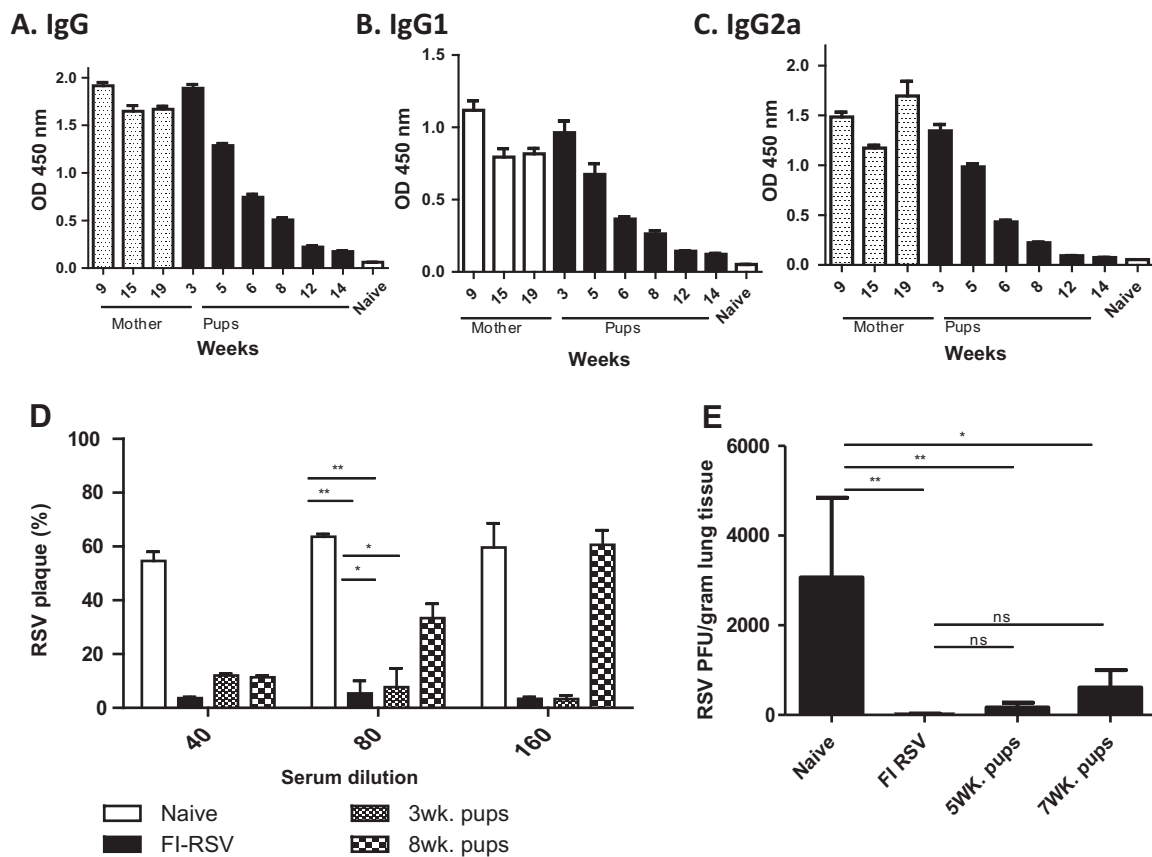 A. IgG
B. IgG1
C. IgG2a
OD 450 nm
2.0
1.5
1.0
0.5
0.0
9 15 19 3 5 6 8 12 14 Naive
Mother Pups
Weeks
OD 450 nm
1.5
1.0
0.5
0.0
9 15 19 3 5 6 8 12 14 Naive
Mother Pups
Weeks
OD 450 nm
2.0
1.5
1.0
0.5
0.0
9 15 19 3 5 6 8 12 14 Naive
Mother Pups
Weeks
D
RSV plaque (%)
100
80
60
40
20
0
**
**
*
*
40 80 160
Serum dilution
Naive
FI-RSV
3wk. pups
8wk. pups
E
RSV PFU/gram lung tissue
6000
4000
2000
0
*
**
**
ns
ns
Naive FI RSV 5WK. pups 7WK. pups